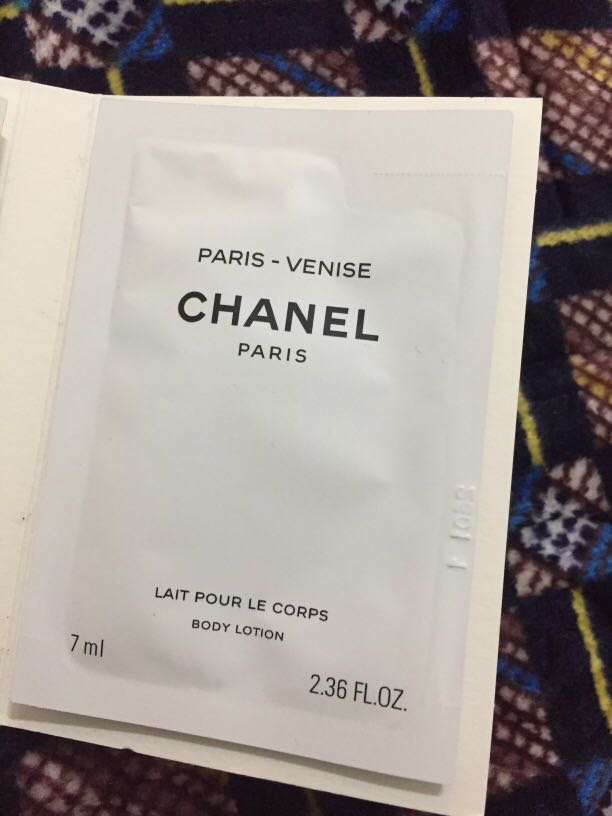 PARIS - VENISE
CHANEL
PARIS
LAIT POUR LE CORPS
BODY LOTION
7 ml
2.36 FL.OZ.